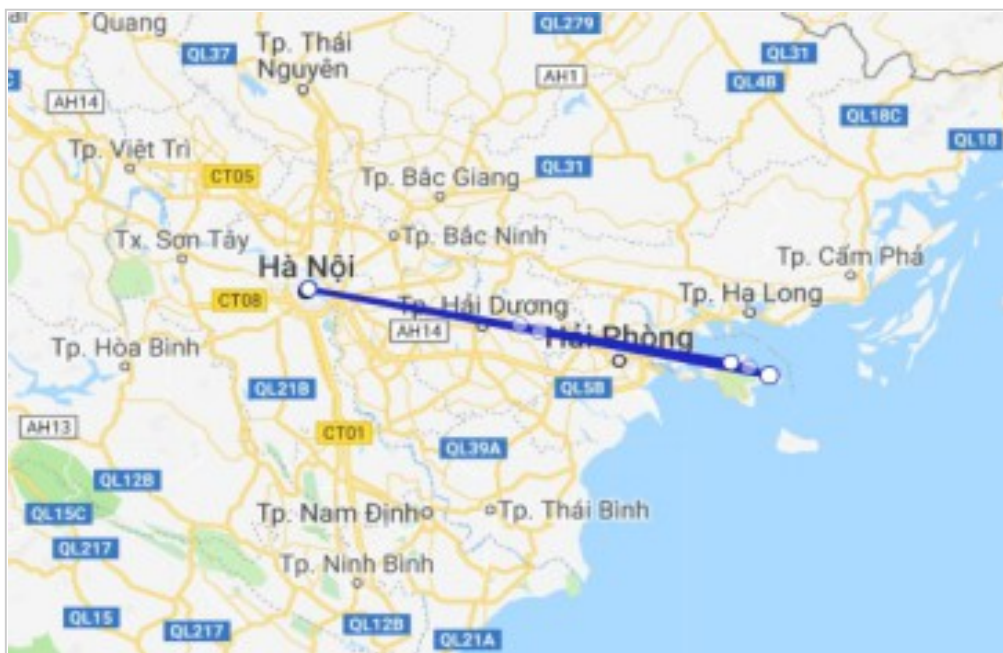 Quang
QL279
QL37
Tp. Thái
Nguyên
QL31
AH1
QL4B
AH14
QL18C
QL18
Tp. Việt Trì
CT05
Tp. Bắc Giang
QL31
Tx. Sơn Tây
Tp. Bắc Ninh
Hà Nội
Tp. Cẩm Phả
CT08
Tp. Hải Dương
Tp. Hạ Long
AH14
Hải Phòng
Tp. Hòa Bình
QL21B
QL5B
AH13
CT01
QL39A
QL12B
QL15C
Tp. Nam Định
Tp. Thái Bình
QL217
Tp. Ninh Bình
QL15
QL217
QL12B
QL21A